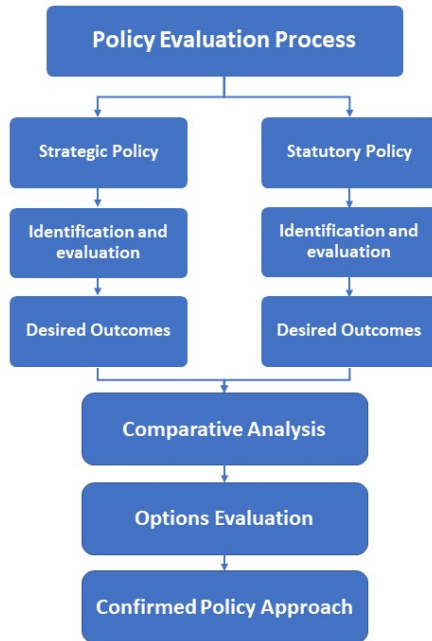 Policy Evaluation Process
Strategic Policy
Statutory Policy
Identification and
evaluation
Identification and
evaluation
Desired Outcomes
Desired Outcomes
Comparative Analysis
Options Evaluation
Confirmed Policy Approach